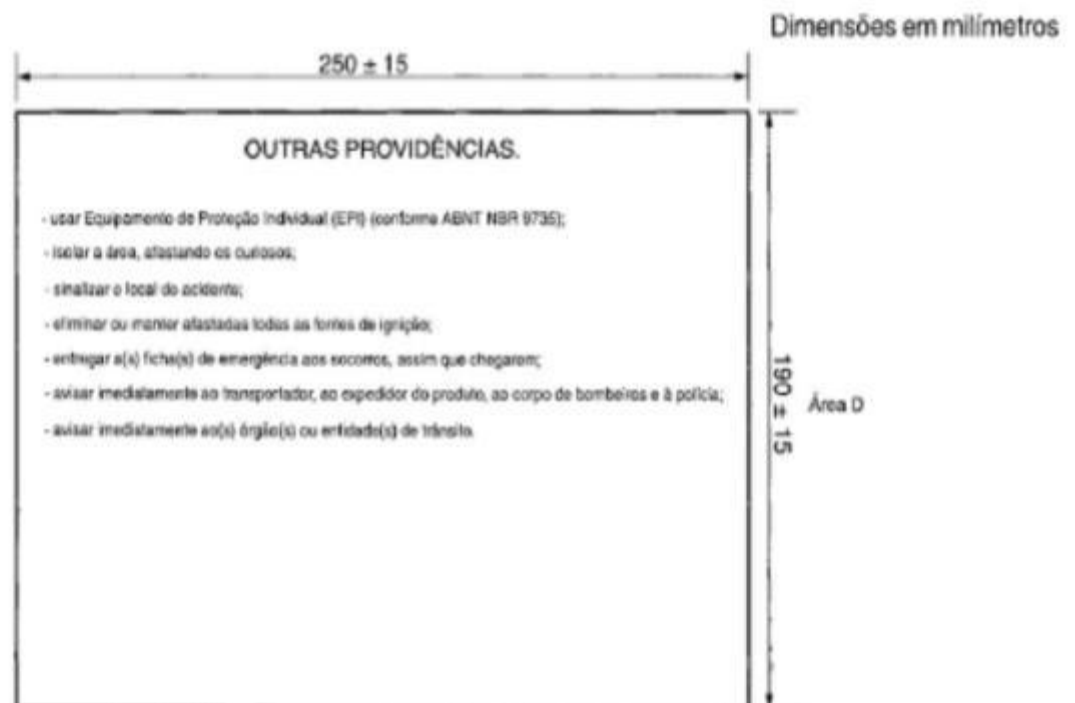 Dimensões em milímetros
250 ± 15
OUTRAS PROVIDÊNCIAS.
- usar Equipamento de Proteção Individual (EPI) (conforme ABNT NBR 9735);
- isolar a área, afastando os curiosos;
- sinalizar o local do acidente;
- eliminar ou manter afastadas todas as fontes de ignição;
- entregar a(s) ficha(s) de emergência aos socorros, assim que chegarem;
- avisar imediatamente ao transportador, ao expedidor do produto, ao corpo de bombeiros e à polícia;
- avisar imediatamente ao(s) órgão(s) ou entidade(s) de trânsito.
190 ± 15
Área D